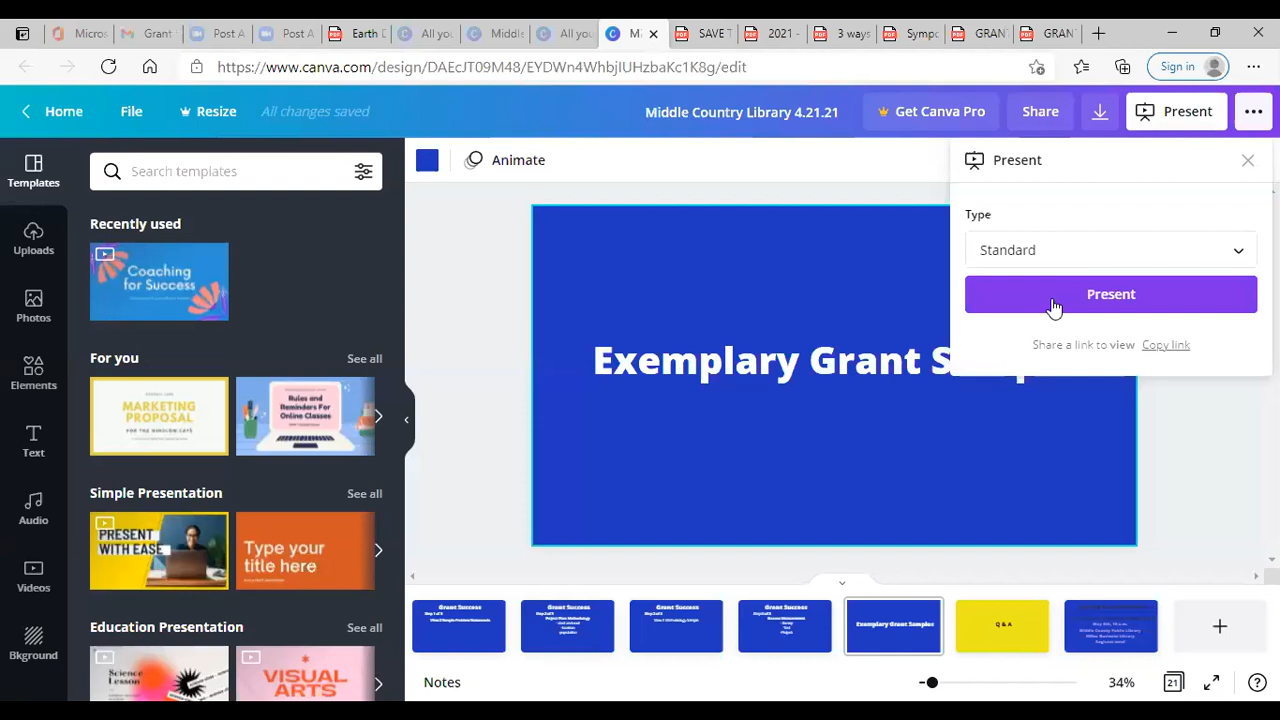 Micros
Grant
Post A
Post A
Earth D
All you
Middle
All you
M
SAVE T
2021 -
3 ways
Sympo
GRAN
GRAN
https://www.canva.com/design/DAEcJT09M48/EYDWn4WhbjIUHzbaKc1K8g/edit
Sign in
Home
File
Resize
All changes saved
Middle Country Library 4.21.21
Get Canva Pro
Share
Present
Templates
Search templates
Animate
Present
Uploads
Recently used
Coaching
for Success
Type
Standard
Present
Photos
Share a link to view Copy link
Elements
For you
See all
MARKETING
PROPOSAL
Rules and
Reminders For
Online Classes
Exemplary Grant S
Text
Audio
Simple Presentation
See all
PRESENT
WITH EASE
Type your
title here
Videos
Bkground
Education Presentation
See all
Science
Lesson
VISUAL
ARTS
Grant Success
Grant Success
Grant Success
Grant Success
Exemplary Grant Samples
Q & A
Notes
34%
21